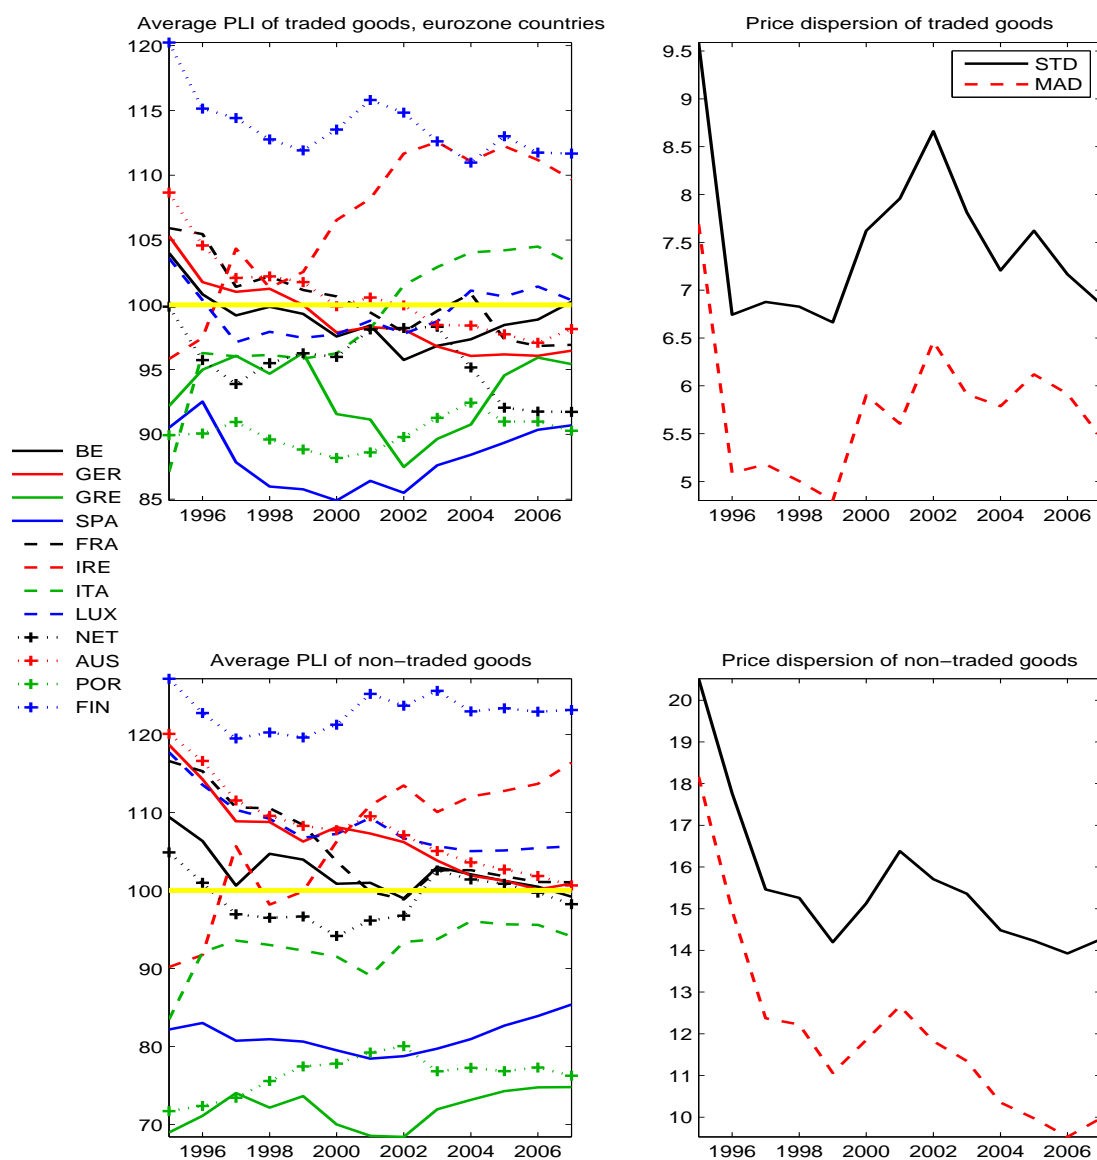 Average PLI of traded goods, eurozone countries
120
115
110
105
100
95
90
85
1996 1998 2000 2002 2004 2006
Price dispersion of traded goods
9.5
9
8.5
8
7.5
7
6.5
6
5.5
5
1996 1998 2000 2002 2004 2006
STD
MAD
BE
GER
GRE
SPA
FRA
IRE
ITA
LUX
NET
AUS
POR
FIN
Average PLI of non−traded goods
120
110
100
90
80
70
1996 1998 2000 2002 2004 2006
Price dispersion of non−traded goods
20
19
18
17
16
15
14
13
12
11
10
1996 1998 2000 2002 2004 2006